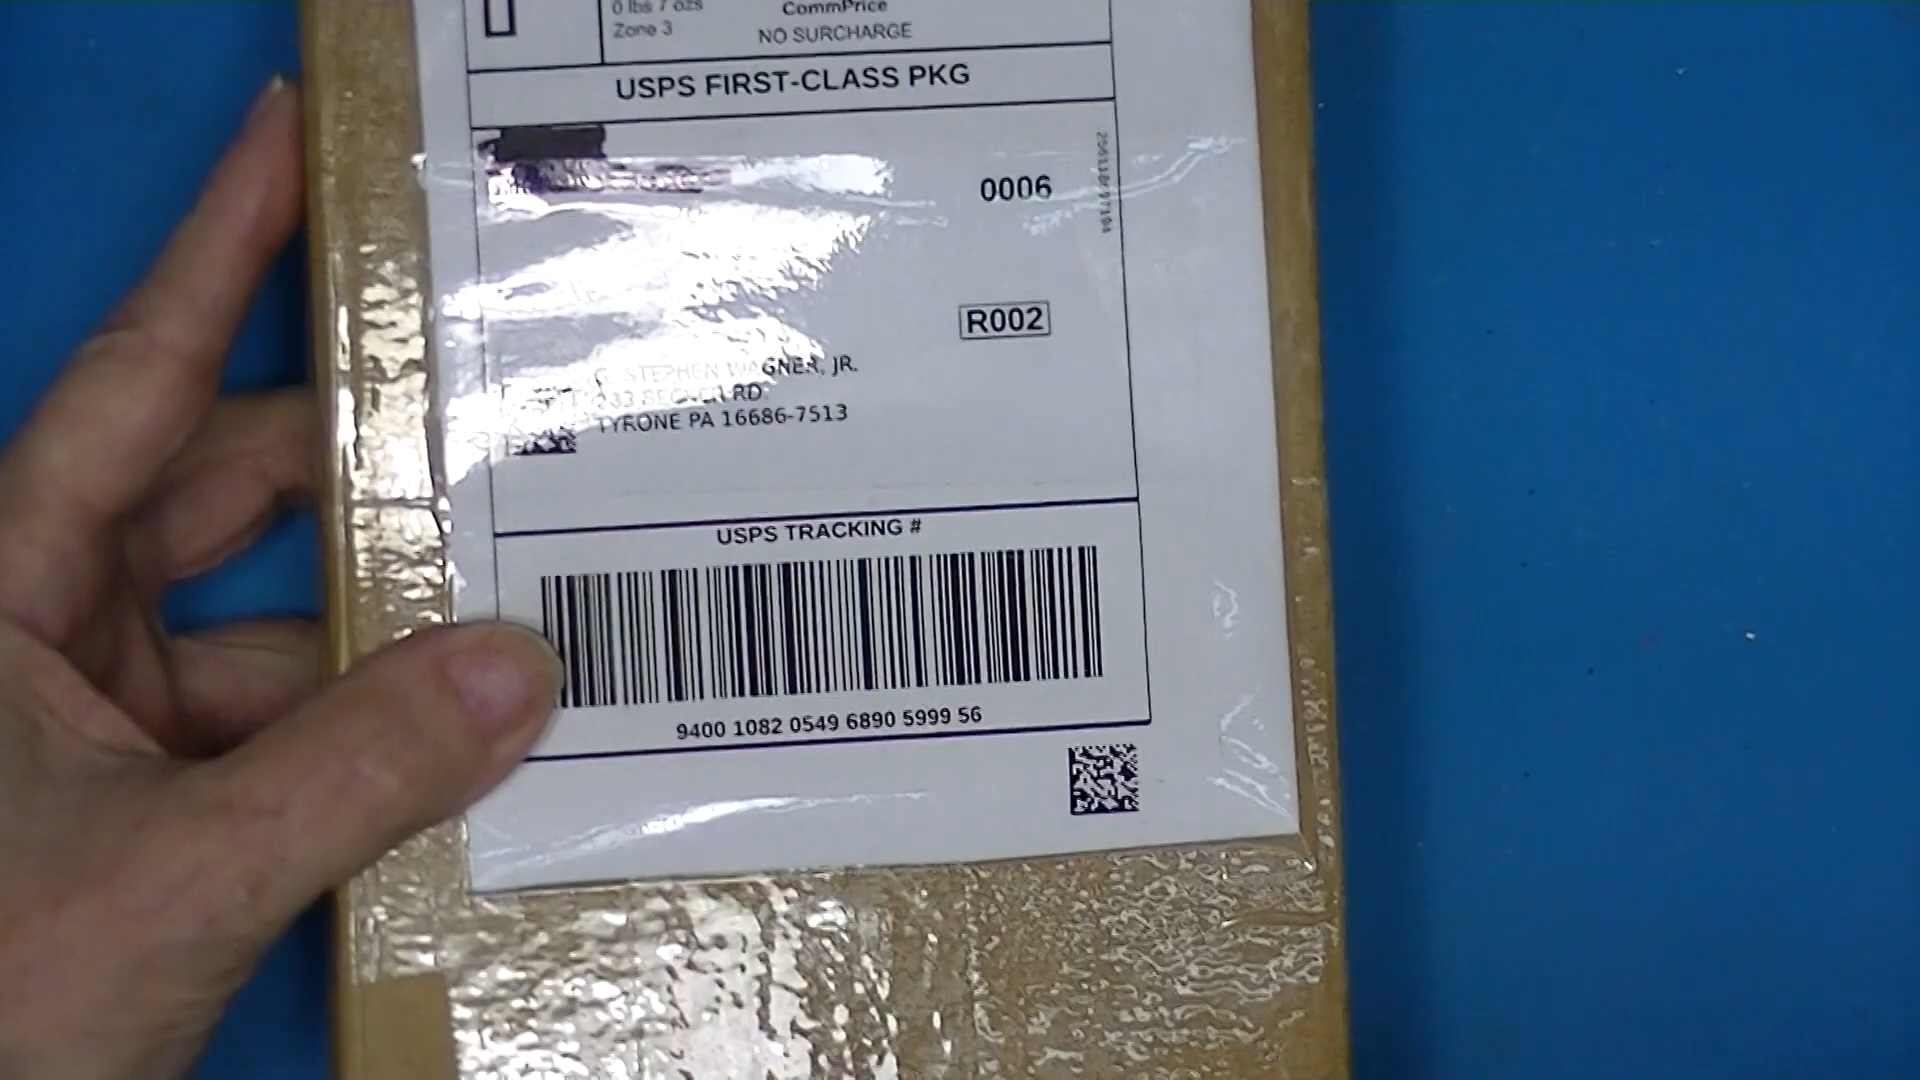 0 lbs 7 ozs
Zone 3
CommPrice
NO SURCHARGE
USPS FIRST-CLASS PKG
0006
R002
STEPHEN WAGNER, JR.
RD
TYRONE PA 16686-7513
USPS TRACKING #
9400 1082 0549 6890 5999 56